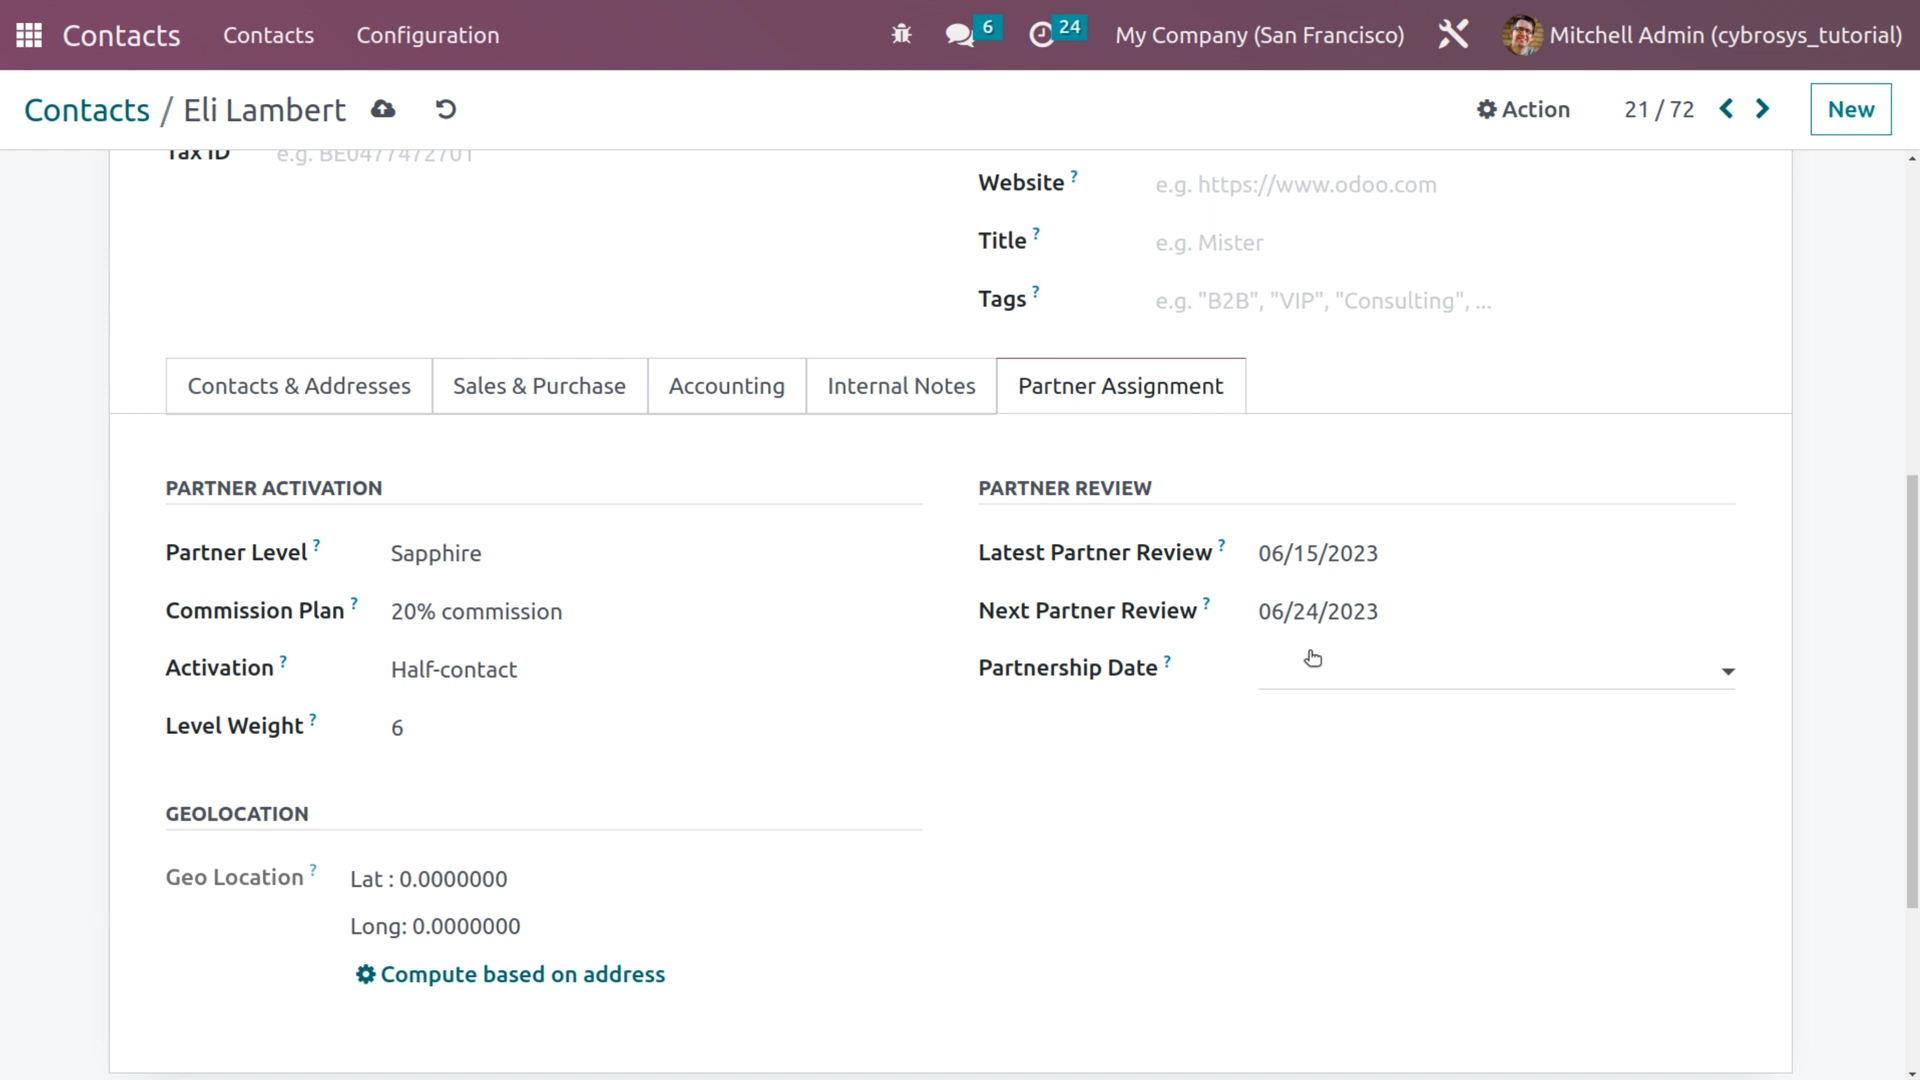 Contacts Contacts Configuration 6 24 My Company (San Francisco) Mitchell Admin (cybrosys_tutorial)
Contacts / Eli Lambert Action 21 / 72 New
Tax ID e.g. BE0477472701
Website ? e.g. https://www.odoo.com
Title ? e.g. Mister
Tags ? e.g. "B2B", "VIP", "Consulting", ...
Contacts & Addresses Sales & Purchase Accounting Internal Notes Partner Assignment
PARTNER ACTIVATION
Partner Level ? Sapphire
Commission Plan ? 20% commission
Activation ? Half-contact
Level Weight ? 6
PARTNER REVIEW
Latest Partner Review ? 06/15/2023
Next Partner Review ? 06/24/2023
Partnership Date ?
GEOLOCATION
Geo Location ? Lat : 0.0000000
Long: 0.0000000
Compute based on address